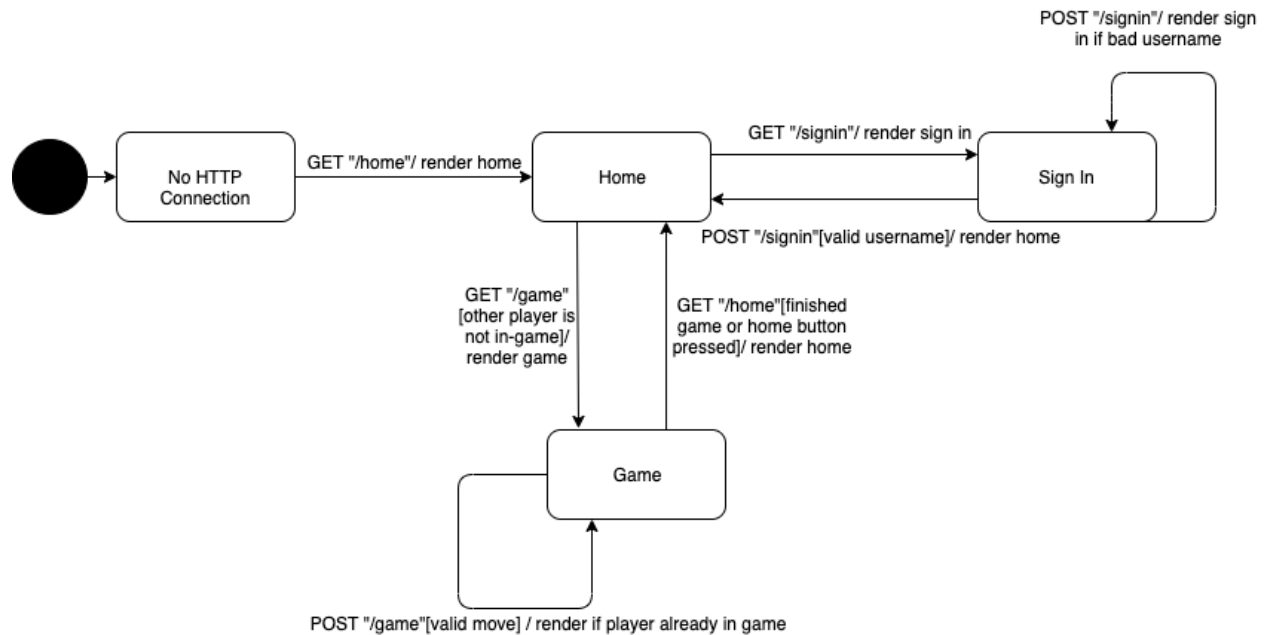 POST "/signin"/ render sign
in if bad username
GET "/signin"/ render sign in
GET "/home"/ render home
No HTTP
Connection
Home
Sign In
POST "/signin"[valid username]/ render home
GET "/game"
[other player is
not in-game]/
render game
GET "/home"[finished
game or home button
pressed]/ render home
Game
POST "/game"[valid move] / render if player already in game